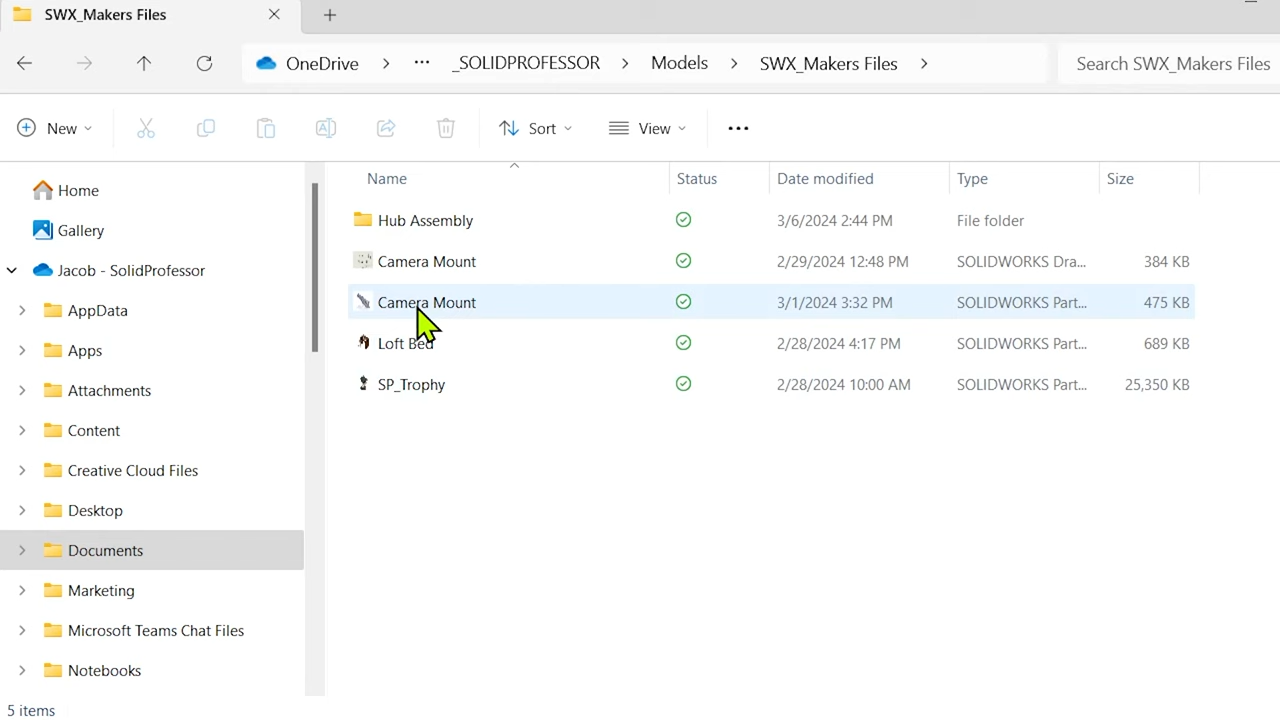 SWX_Makers Files
OneDrive
_SOLIDPROFESSOR
Models
SWX_Makers Files
Search SWX_Makers Files
New
Sort
View
Name Status Date modified Type Size
Hub Assembly 3/6/2024 2:44 PM File folder
Camera Mount 2/29/2024 12:48 PM SOLIDWORKS Dra... 384 KB
Camera Mount 3/1/2024 3:32 PM SOLIDWORKS Part... 475 KB
Loft Bed 2/28/2024 4:17 PM SOLIDWORKS Part... 689 KB
SP_Trophy 2/28/2024 10:00 AM SOLIDWORKS Part... 25,350 KB
Home
Gallery
Jacob - SolidProfessor
AppData
Apps
Attachments
Content
Creative Cloud Files
Desktop
Documents
Marketing
Microsoft Teams Chat Files
Notebooks
5 items